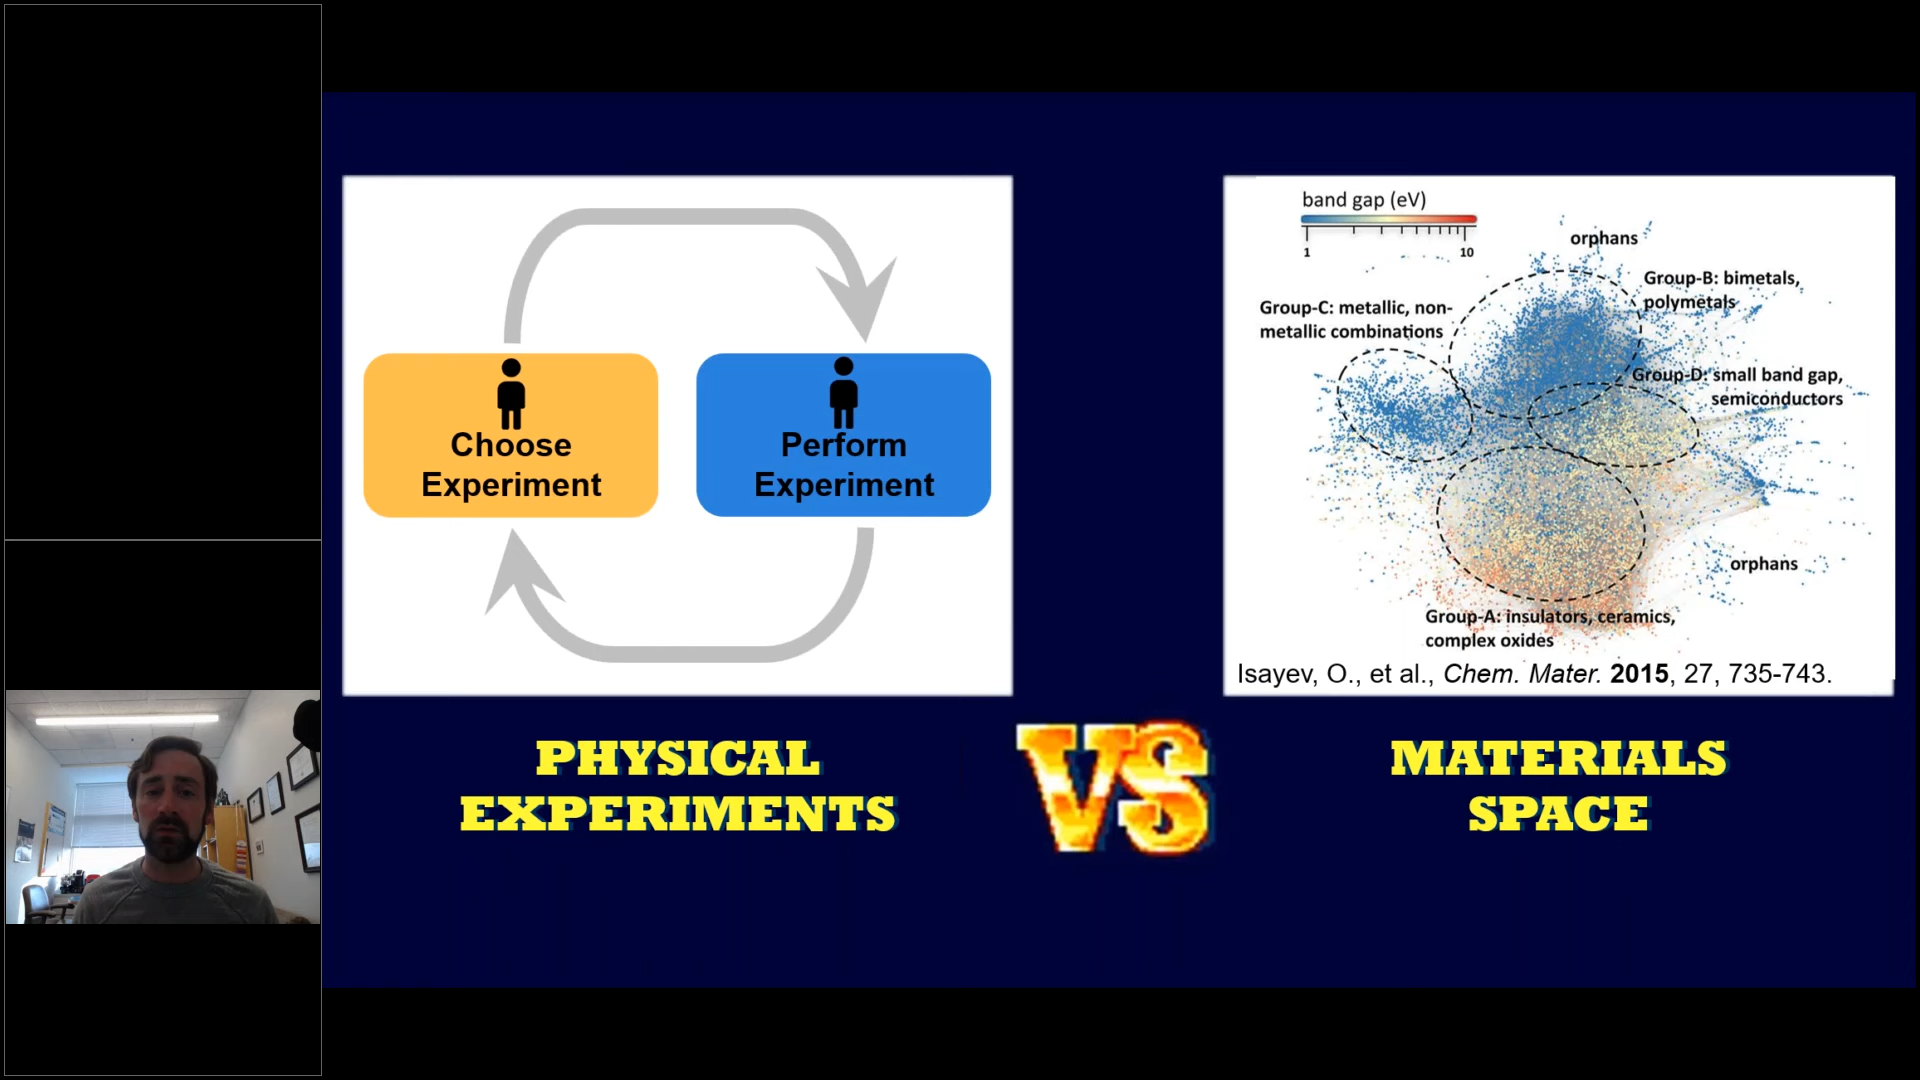 Choose
Experiment
Perform
Experiment
PHYSICAL
EXPERIMENTS
VS
band gap (eV)
1
10
orphans
Group-B: bimetals,
polymetals
Group-C: metallic, non-
metallic combinations
Group-D: small band gap,
semiconductors
orphans
Group-A: insulators, ceramics,
complex oxides
Isayev, O., et al., Chem. Mater. 2015, 27, 735-743.
MATERIALS
SPACE